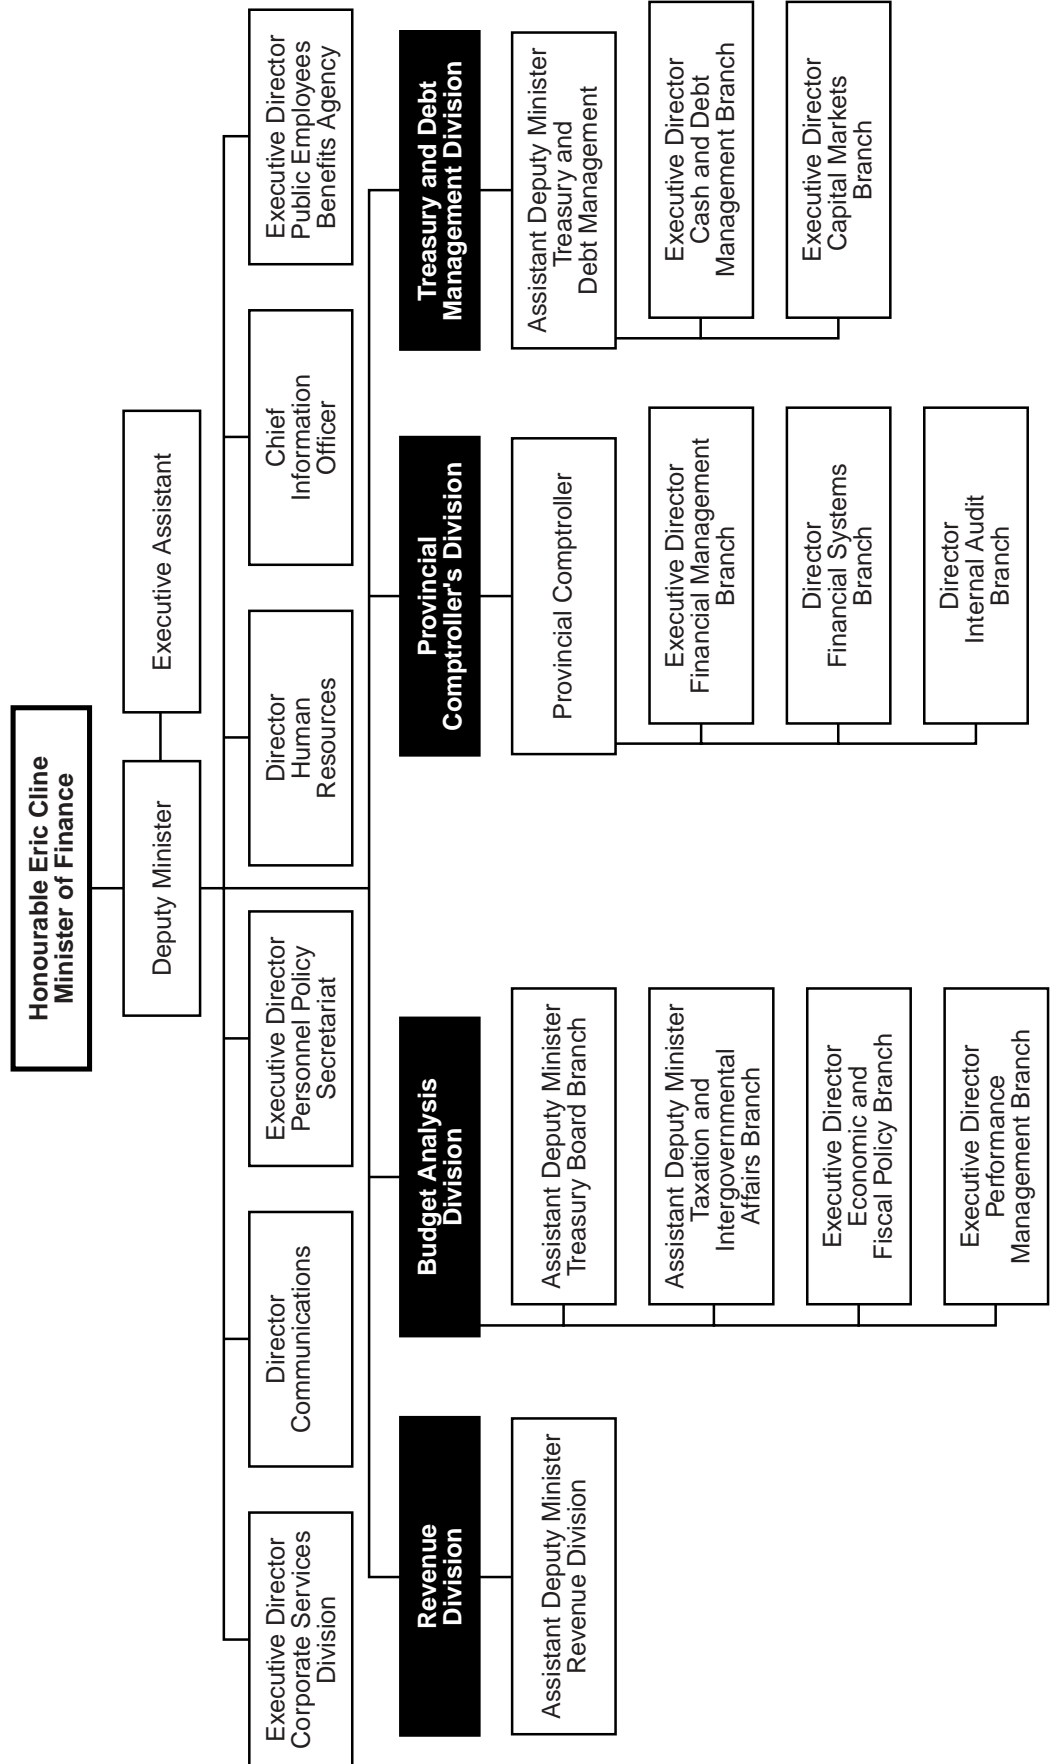 Honourable Eric Cline
Minister of Finance
Deputy Minister
Executive Assistant
Executive Director
Corporate Services
Division
Director
Communications
Executive Director
Personnel Policy
Secretariat
Director
Human
Resources
Chief
Information
Officer
Executive Director
Public Employees
Benefits Agency
Revenue
Division
Budget Analysis
Division
Provincial
Comptroller's Division
Treasury and Debt
Management Division
Assistant Deputy Minister
Revenue Division
Assistant Deputy Minister
Treasury Board Branch
Assistant Deputy Minister
Taxation and
Intergovernmental
Affairs Branch
Executive Director
Economic and
Fiscal Policy Branch
Executive Director
Performance
Management Branch
Provincial Comptroller
Executive Director
Financial Management
Branch
Director
Financial Systems
Branch
Director
Internal Audit
Branch
Assistant Deputy Minister
Treasury and
Debt Management
Executive Director
Cash and Debt
Management Branch
Executive Director
Capital Markets
Branch